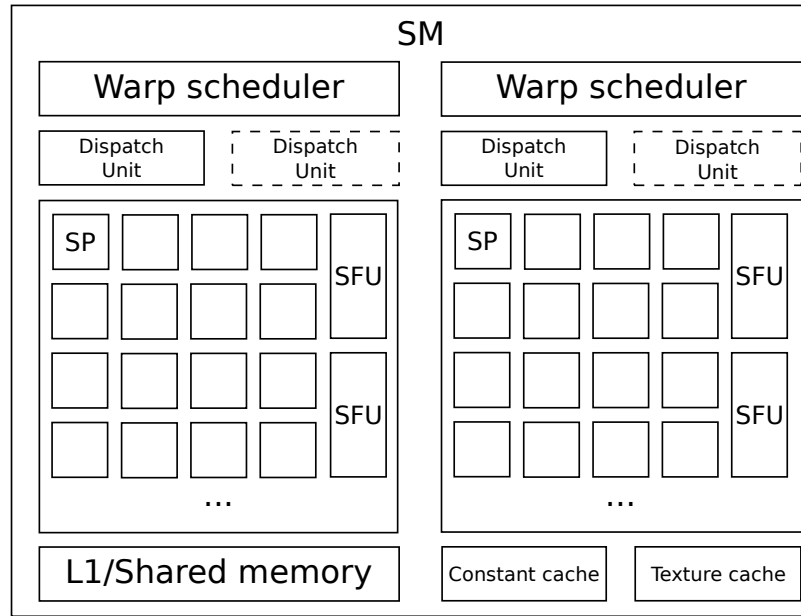 SM
Warp scheduler
Warp scheduler
Dispatch
Unit
Dispatch
Unit
Dispatch
Unit
Dispatch
Unit
SP
SFU
SFU
...
SP
SFU
SFU
...
L1/Shared memory
Constant cache
Texture cache